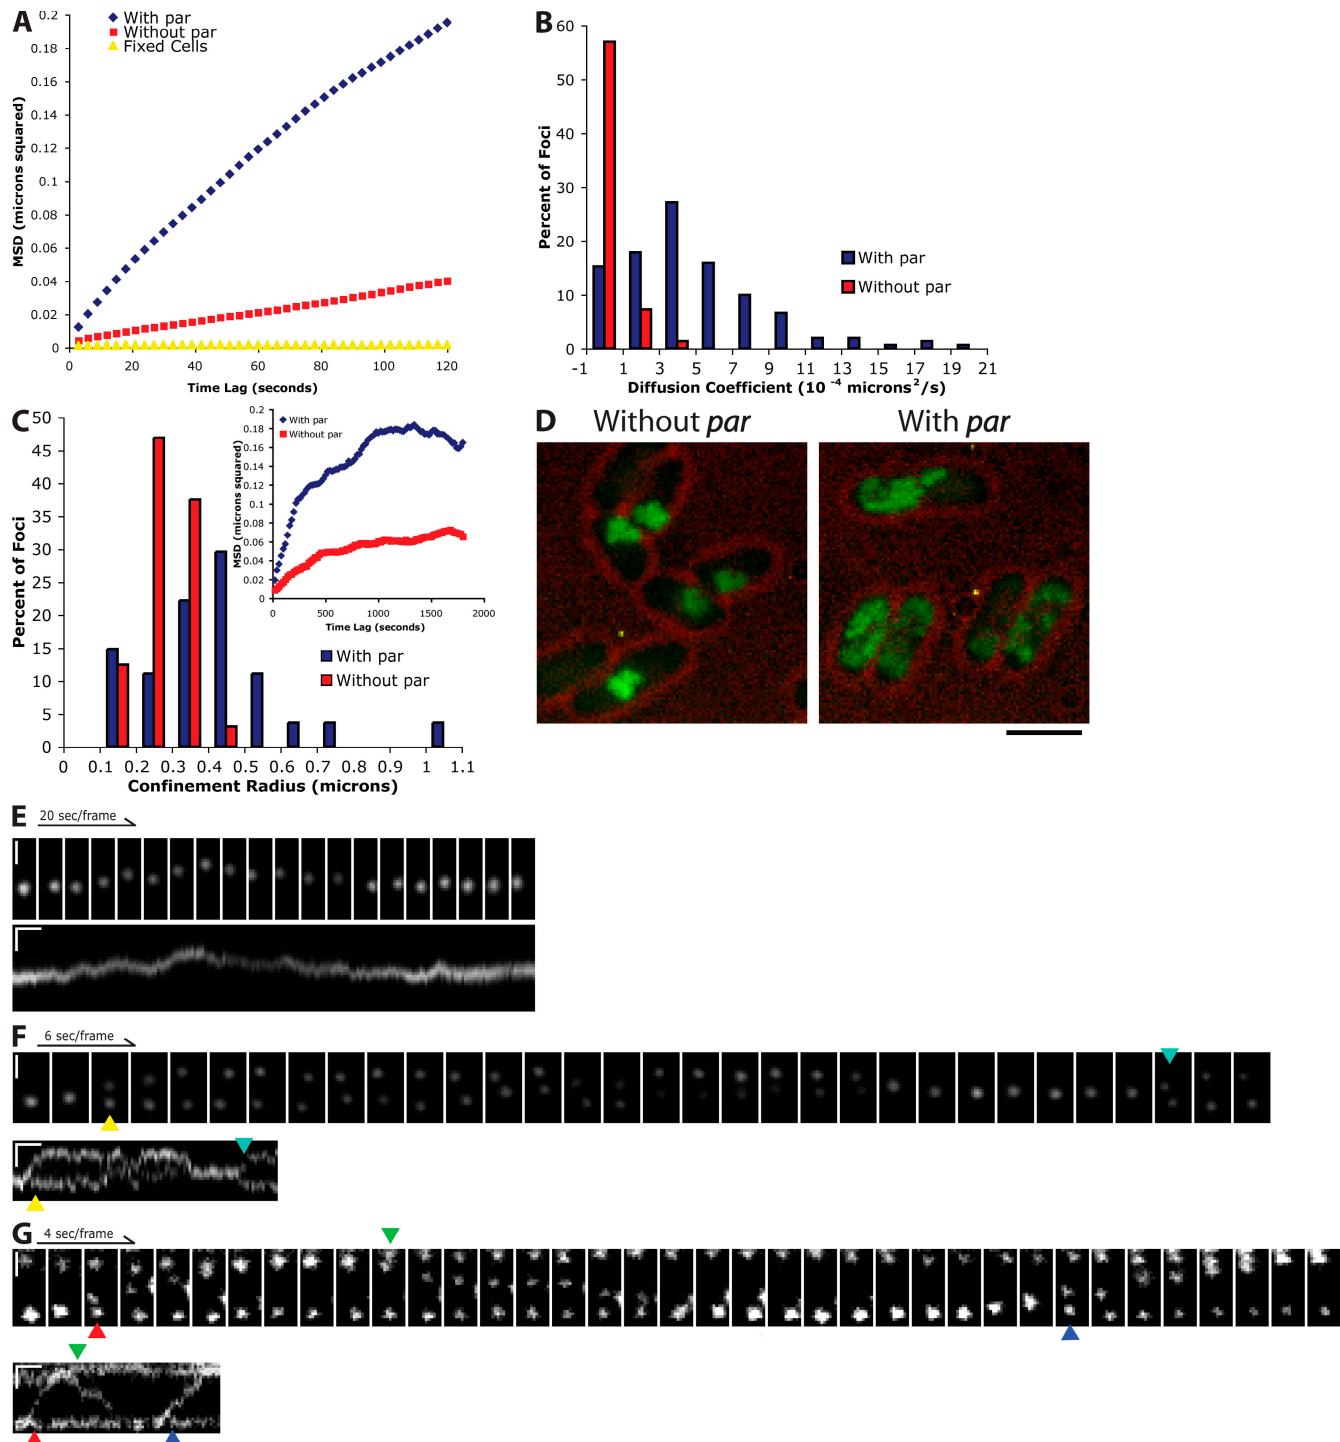 A
With par
Without par
Fixed Cells
MSD (microns squared)
0.2
0.18
0.16
0.14
0.12
0.1
0.08
0.06
0.04
0.02
0
0 20 40 60 80 100 120
Time Lag (seconds)
B
Percent of Foci
60
50
40
30
20
10
0
With par
Without par
-1 1 3 5 7 9 11 13 15 17 19 21
Diffusion Coefficient (10 -4 microns2/s)
C
Percent of Foci
50
45
40
35
30
25
20
15
10
5
0
0 0.1 0.2 0.3 0.4 0.5 0.6 0.7 0.8 0.9 1 1.1
Confinement Radius (microns)
With par
Without par
MSD (microns squared)
0.2
0.18
0.16
0.14
0.12
0.1
0.08
0.06
0.04
0.02
0
With par
Without par
0 500 1000 1500 2000
Time Lag (seconds)
D
Without par
With par
E
20 sec/frame
F
6 sec/frame
G
4 sec/frame